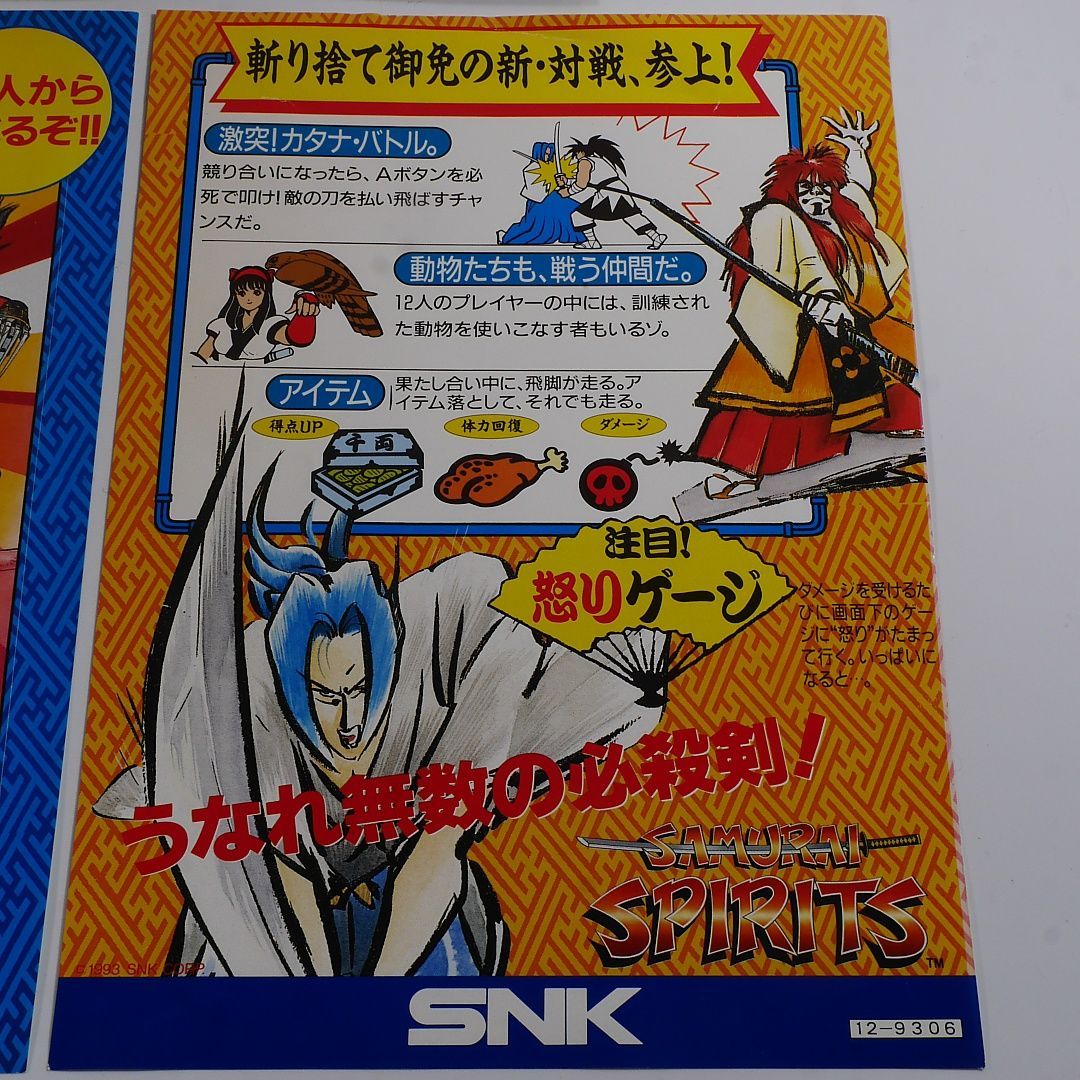 人から
るぞ!!
斬り捨て御免の新・対戦、参上!
激突!カタナ・バトル。
競り合いになったら、Aボタンを必
死で叩け!敵の刀を払い飛ばすチャ
ンスだ。
動物たちも、戦う仲間だ。
12人のプレイヤーの中には、訓練され
た動物を使いこなす者もいるゾ。
アイテム
果たし合い中に、飛脚が走る。ア
イテム落として、それでも走る。
得点UP
体力回復
ダメージ
千両
注目!
怒りゲージ
ダメージを受けるた
びに画面下のゲー
ジに“怒り”がたまっ
て行く。いっぱいに
なると…。
うなれ無数の必殺剣!
SAMURAI
SPIRITS
TM
©1993 SNK CORP.
SNK
12-9306